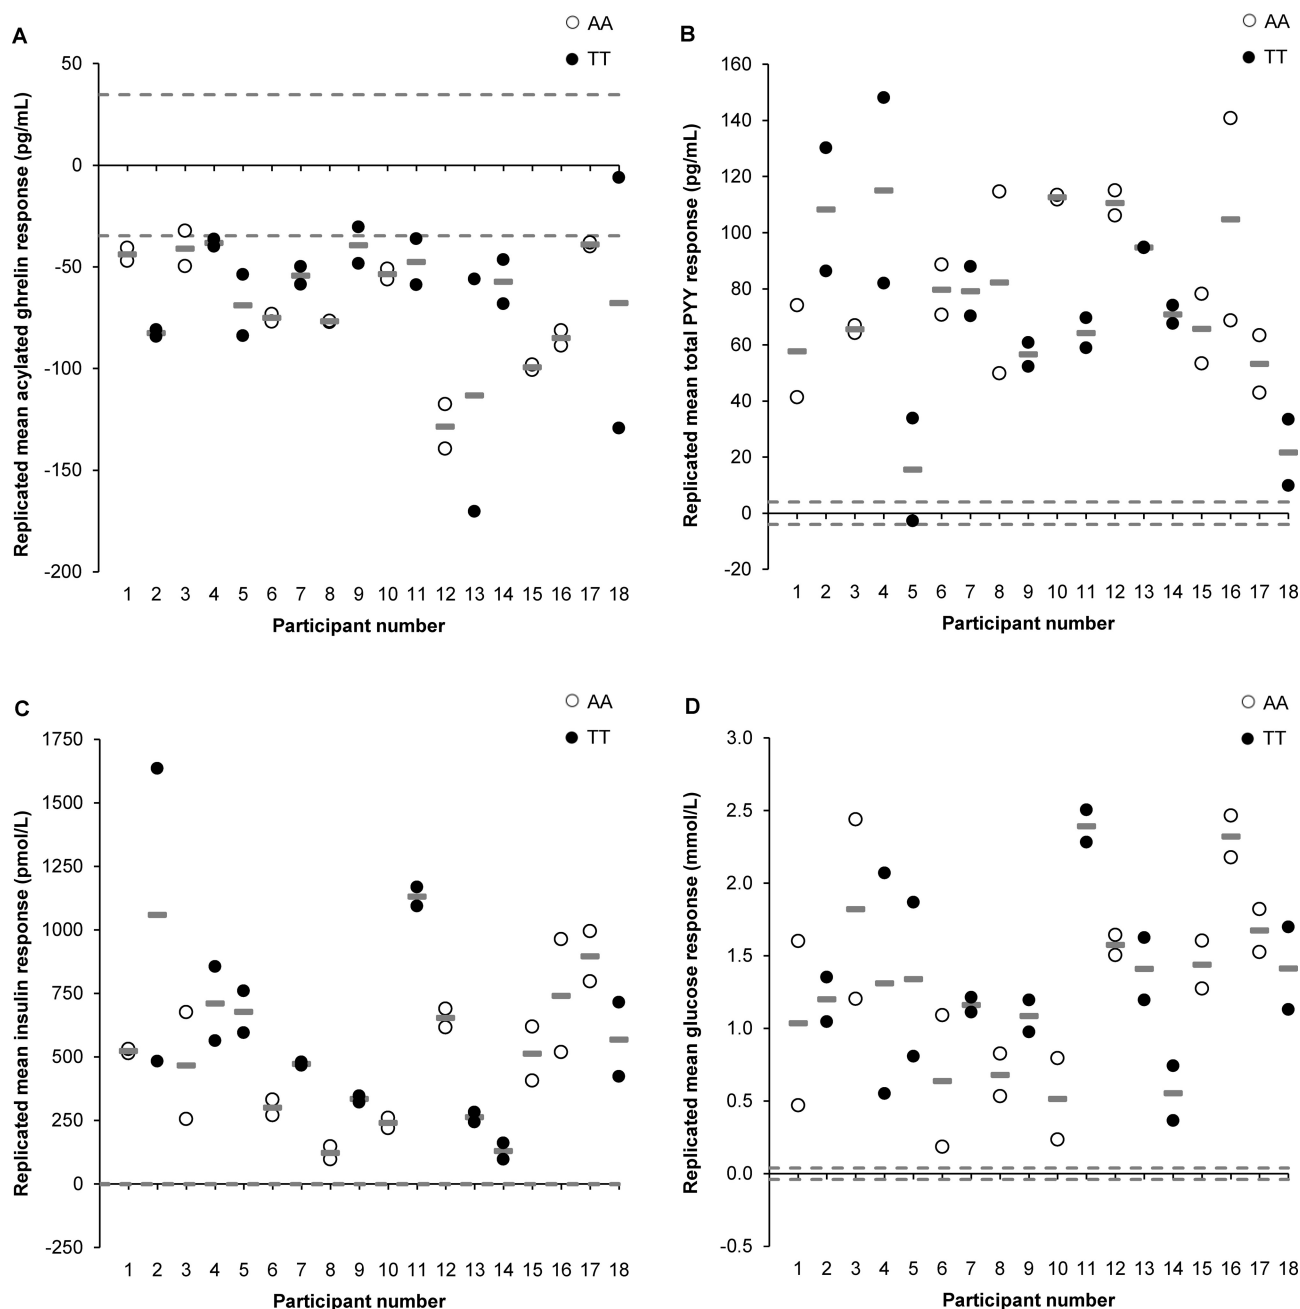 A
AA
TT
Replicated mean acylated ghrelin response (pg/mL)
50
0
-50
-100
-150
-200
1 2 3 4 5 6 7 8 9 10 11 12 13 14 15 16 17 18
Participant number
B
AA
TT
Replicated mean total PYY response (pg/mL)
160
140
120
100
80
60
40
20
0
-20
1 2 3 4 5 6 7 8 9 10 11 12 13 14 15 16 17 18
Participant number
C
AA
TT
Replicated mean insulin response (pmol/L)
1750
1500
1250
1000
750
500
250
0
-250
1 2 3 4 5 6 7 8 9 10 11 12 13 14 15 16 17 18
Participant number
D
AA
TT
Replicated mean glucose response (mmol/L)
3.0
2.5
2.0
1.5
1.0
0.5
0.0
-0.5
1 2 3 4 5 6 7 8 9 10 11 12 13 14 15 16 17 18
Participant number